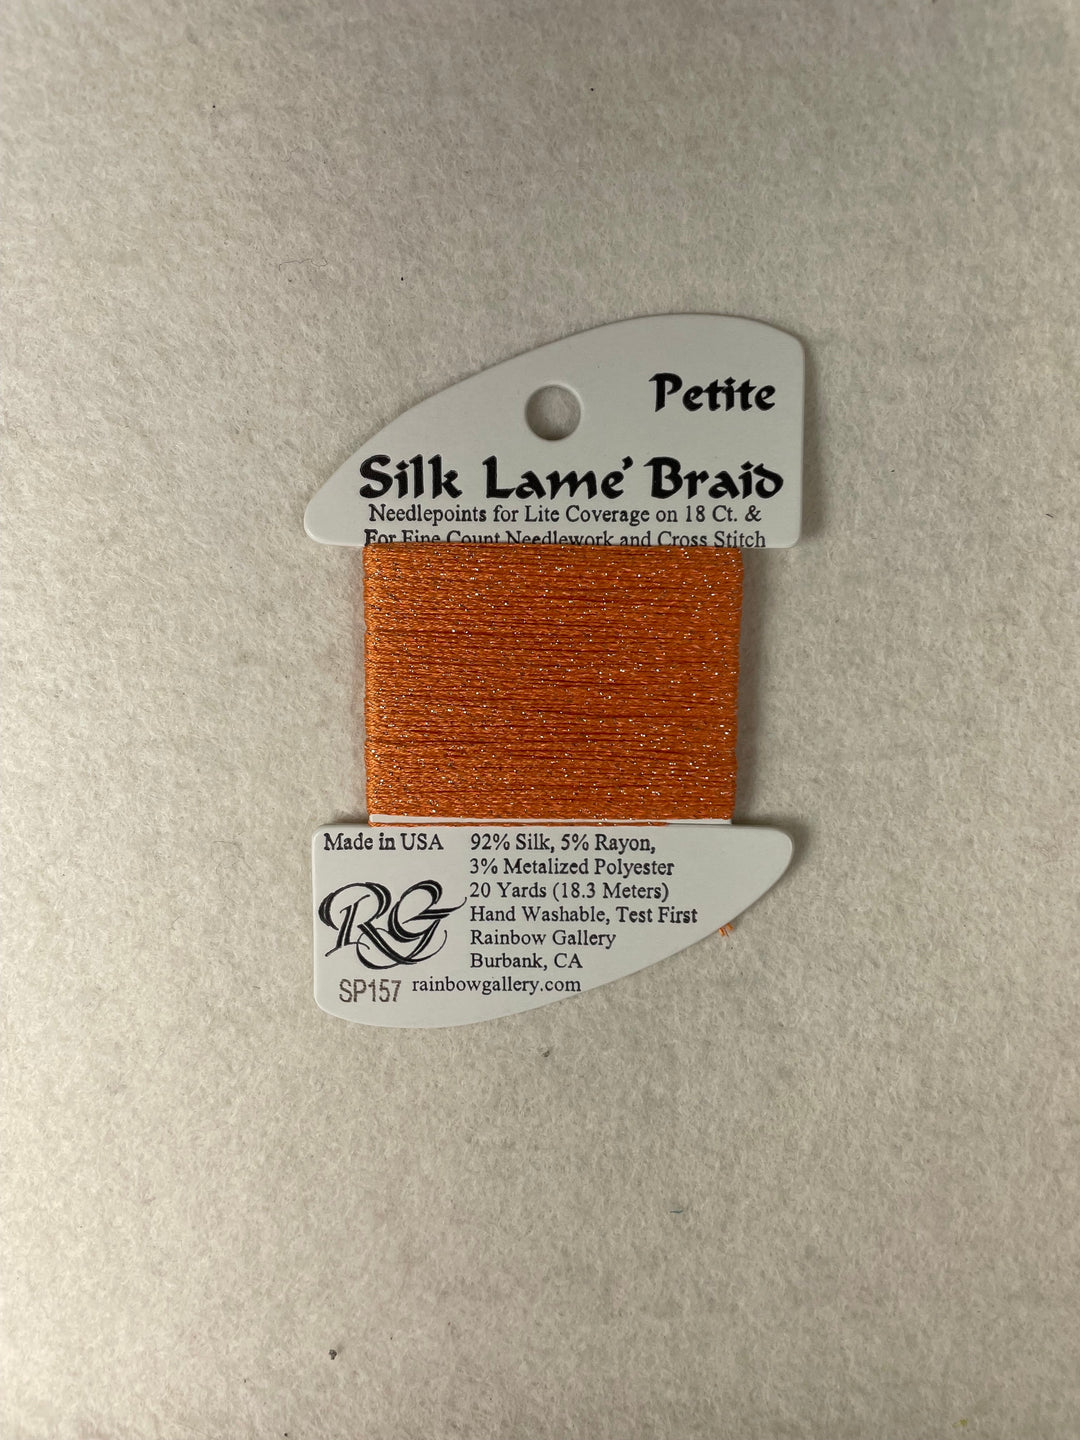 Petite
Silk Lame' Braid
Needlepoints for Lite Coverage on 18 Ct. &
For Fine Count Needlework and Cross Stitch
Made in USA
92% Silk, 5% Rayon,
3% Metalized Polyester
20 Yards (18.3 Meters)
Hand Washable, Test First
Rainbow Gallery
Burbank, CA
rainbowgallery.com
RG
SP157